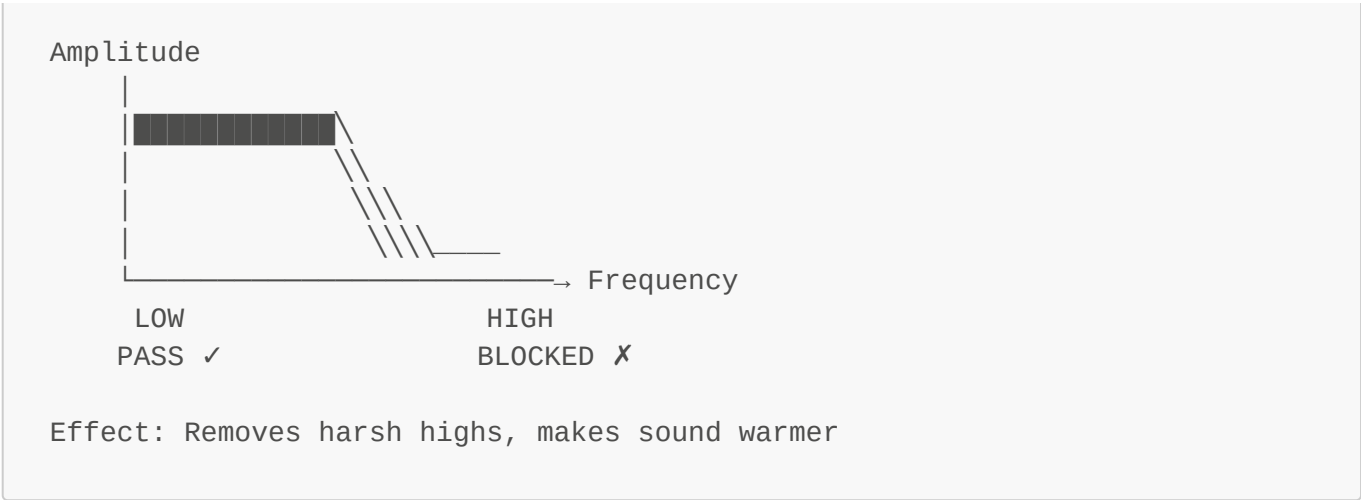 Amplitude
→ Frequency
LOW HIGH
PASS ✓ BLOCKED ✗
Effect: Removes harsh highs, makes sound warmer